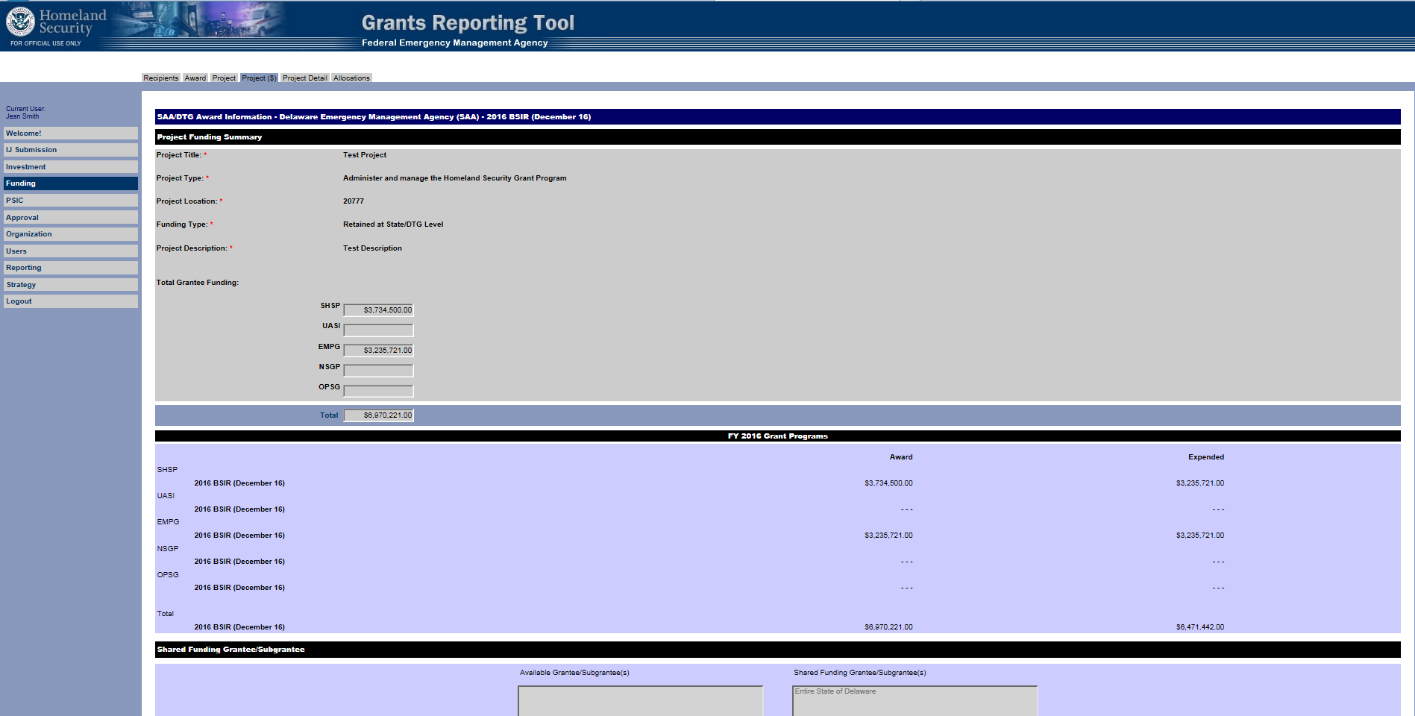 Homeland
Security
FOR OFFICIAL USE ONLY
Grants Reporting Tool
Federal Emergency Management Agency
Recipients Award Project Project ($) Project Detail Allocations
Current User:
Jean Smith
Welcome!
IJ Submission
Investment
Funding
PSIC
Approval
Organization
Users
Reporting
Strategy
Logout
SAA/DTG Award Information - Delaware Emergency Management Agency (SAA) - 2016 BSIR (December 16)
Project Funding Summary
Project Title: * Test Project
Project Type: * Administer and manage the Homeland Security Grant Program
Project Location: * 20777
Funding Type: * Retained at State/DTG Level
Project Description: * Test Description
Total Grantee Funding:
SHSP $3,734,500.00
UASI
EMPG $3,235,721.00
NSGP
OPSG
Total $6,970,221.00
FY 2016 Grant Programs
Award Expended
SHSP
2016 BSIR (December 16) $3,734,500.00 $3,235,721.00
UASI
2016 BSIR (December 16) - - - - - -
EMPG
2016 BSIR (December 16) $3,235,721.00 $3,235,721.00
NSGP
2016 BSIR (December 16) - - - - - -
OPSG
2016 BSIR (December 16) - - - - - -
Total
2016 BSIR (December 16) $6,970,221.00 $6,471,442.00
Shared Funding Grantee/Subgrantee
Available Grantee/Subgrantee(s) Shared Funding Grantee/Subgrantee(s)
Entire State of Delaware